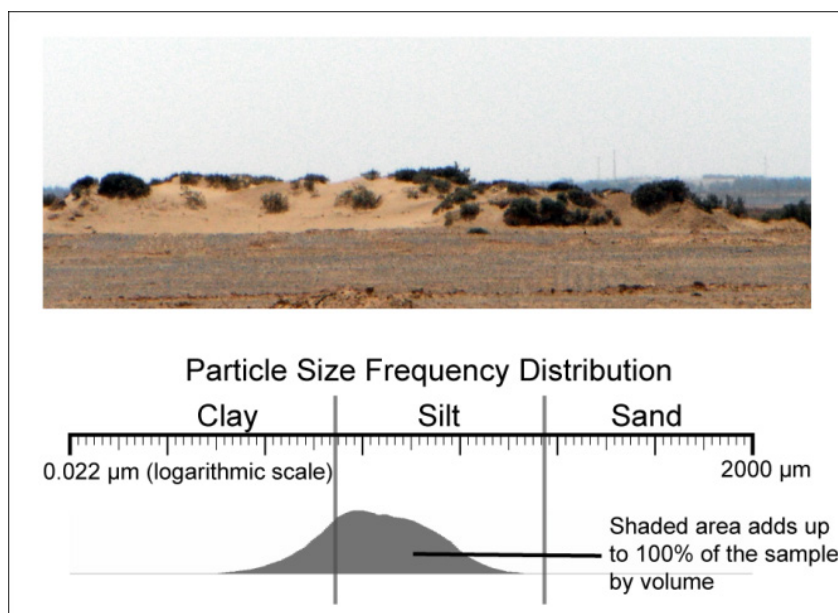 Particle Size Frequency Distribution
Clay Silt Sand
0.022 µm (logarithmic scale) 2000 µm
Shaded area adds up
to 100% of the sample
by volume